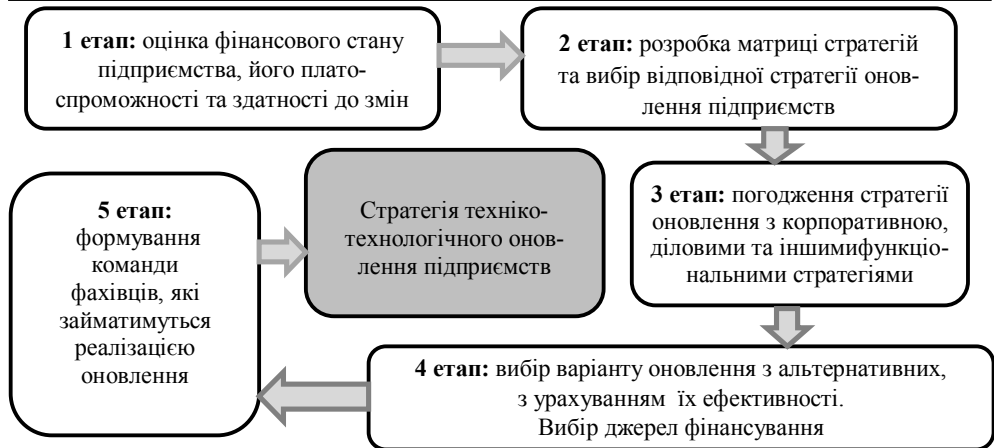 1 етап: оцінка фінансового стану
підприємства, його плато-
спроможності та здатності до змін
2 етап: розробка матриці стратегій
та вибір відповідної стратегії онов-
лення підприємств
3 етап: погодження стратегії
оновлення з корпоративною,
діловими та іншимифункціо-
нальними стратегіями
4 етап: вибір варіанту оновлення з альтернативних,
з урахуванням їх ефективності.
Вибір джерел фінансування
5 етап:
формування
команди
фахівців, які
займатимуться
реалізацією
оновлення
Стратегія техніко-
технологічного онов-
лення підприємств